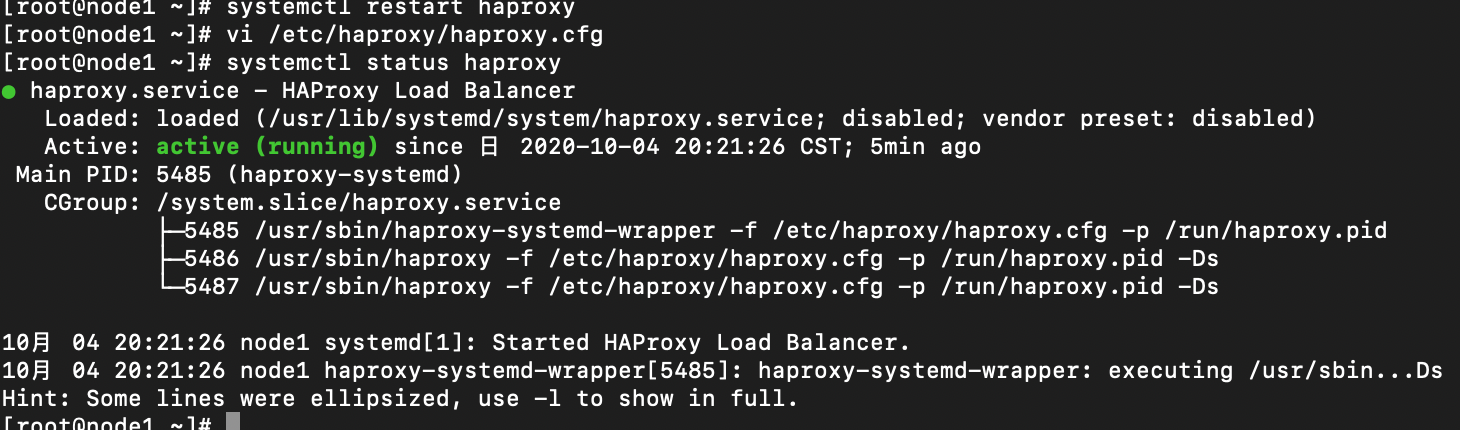 [root@node1 ~]# systemctl restart haproxy
[root@node1 ~]# vi /etc/haproxy/haproxy.cfg
[root@node1 ~]# systemctl status haproxy
● haproxy.service - HAProxy Load Balancer
   Loaded: loaded (/usr/lib/systemd/system/haproxy.service; disabled; vendor preset: disabled)
   Active: active (running) since 日 2020-10-04 20:21:26 CST; 5min ago
 Main PID: 5485 (haproxy-systemd)
   CGroup: /system.slice/haproxy.service
           ├─5485 /usr/sbin/haproxy-systemd-wrapper -f /etc/haproxy/haproxy.cfg -p /run/haproxy.pid
           ├─5486 /usr/sbin/haproxy -f /etc/haproxy/haproxy.cfg -p /run/haproxy.pid -Ds
           └─5487 /usr/sbin/haproxy -f /etc/haproxy/haproxy.cfg -p /run/haproxy.pid -Ds
10月 04 20:21:26 node1 systemd[1]: Started HAProxy Load Balancer.
10月 04 20:21:26 node1 haproxy-systemd-wrapper[5485]: haproxy-systemd-wrapper: executing /usr/sbin...Ds
Hint: Some lines were ellipsized, use -l to show in full.
[root@node1 ~]#